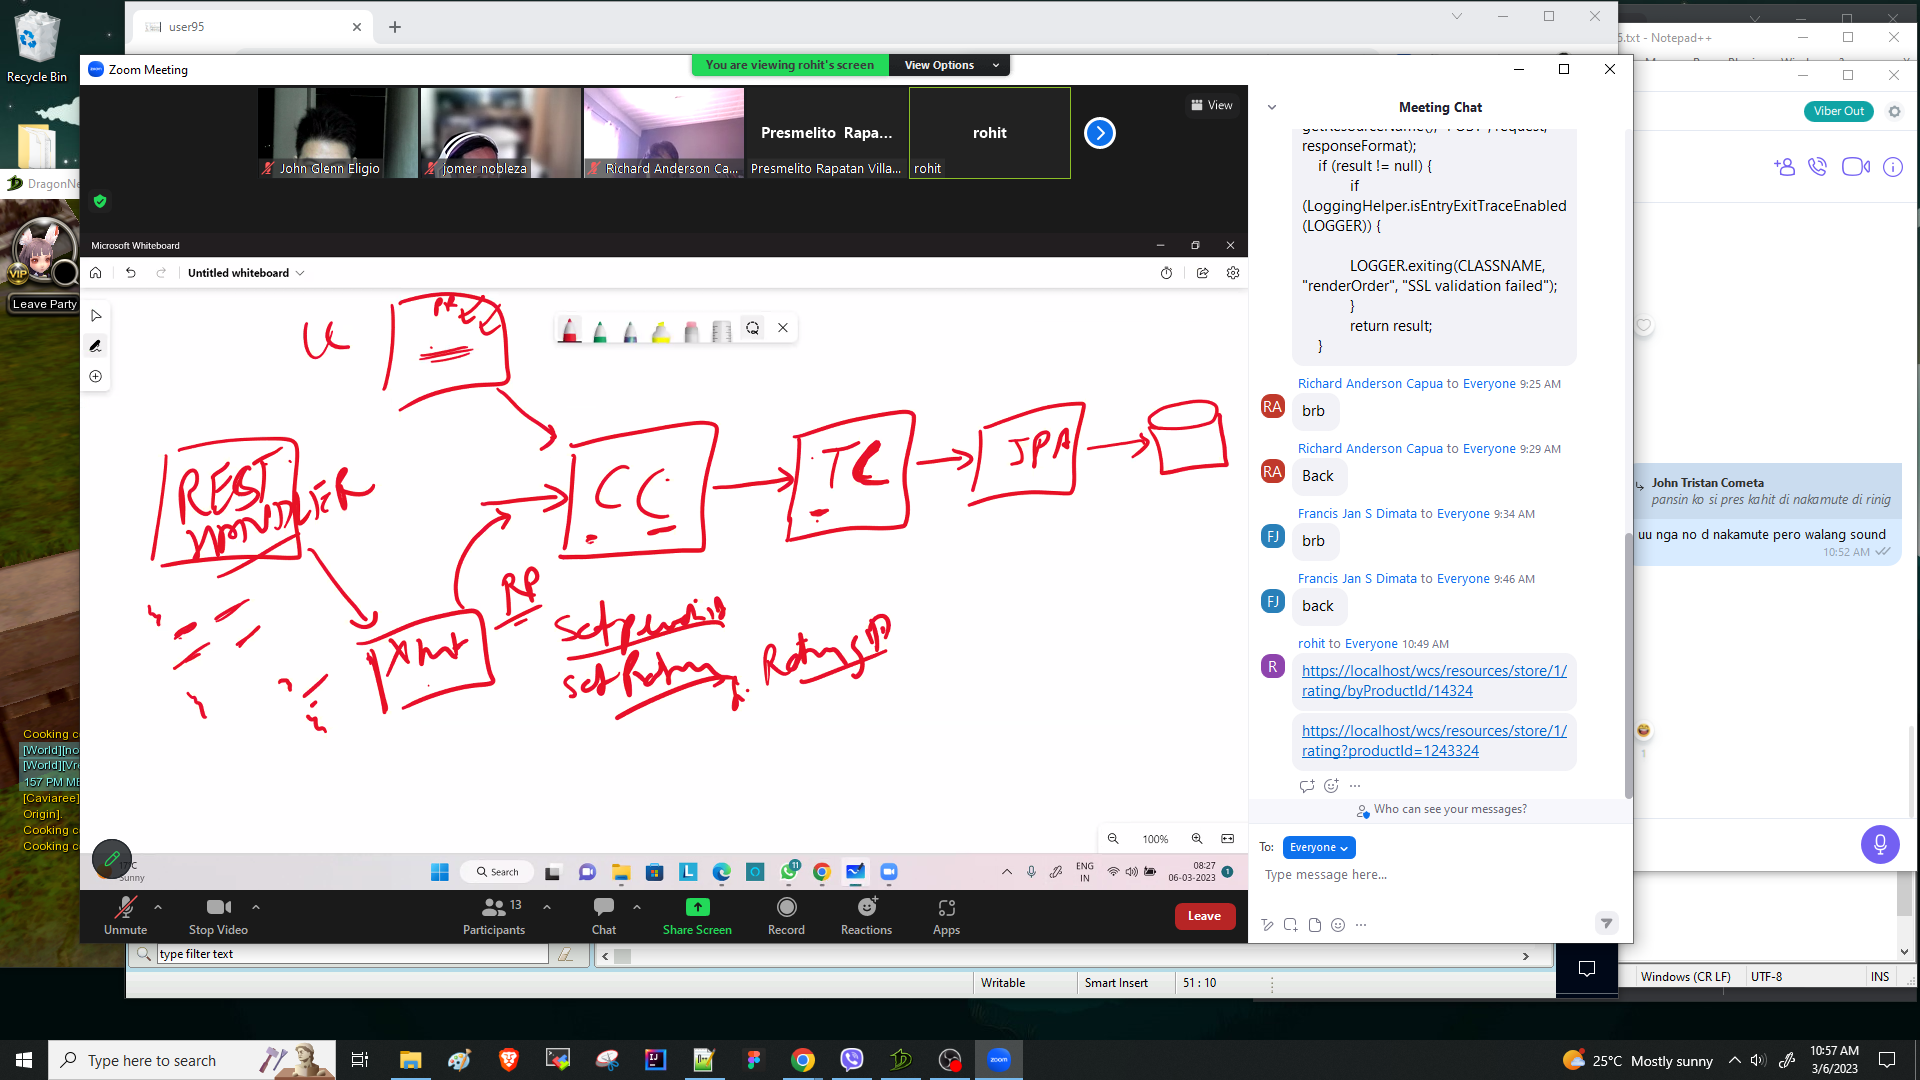 Recycle Bin
user95
5.txt - Notepad++
Zoom Meeting
You are viewing rohit's screen
View Options
View
John Glenn Eligio
jomer nobleza
Richard Anderson Ca...
Presmelito Rapa...
Presmelito Rapatan Villa...
rohit
rohit
Microsoft Whiteboard
Untitled whiteboard
REST
HANDLER
CC
TC
JPA
RP
DragonNe
VIP
Leave Party
Cooking c
[World][no
[World][Vr
157 PM ME
[Caviaree]
Origin].
Cooking c
Cooking c
100%
Sunny
Search
11
ENG
IN
08:27
06-03-2023
1
Unmute
Stop Video
13
Participants
Chat
Share Screen
Record
Reactions
Apps
Leave
Meeting Chat
responseFormat);
if (result != null) {
if
(LoggingHelper.isEntryExitTraceEnabled
(LOGGER)) {
LOGGER.exiting(CLASSNAME,
"renderOrder", "SSL validation failed");
}
return result;
}
Richard Anderson Capua to Everyone 9:25 AM
RA
brb
Richard Anderson Capua to Everyone 9:29 AM
RA
Back
Francis Jan S Dimata to Everyone 9:34 AM
FJ
brb
Francis Jan S Dimata to Everyone 9:46 AM
FJ
back
rohit to Everyone 10:49 AM
R
https://localhost/wcs/resources/store/1/
rating/byProductId/14324
https://localhost/wcs/resources/store/1/
rating?productId=1243324
Who can see your messages?
To: Everyone
Type message here...
Viber Out
John Tristan Cometa
pansin ko si pres kahit di nakamute di rinig
uu nga no d nakamute pero walang sound
10:52 AM
1
type filter text
Writable
Smart Insert
51 : 10
Windows (CR LF)
UTF-8
INS
Type here to search
zoom
25°C Mostly sunny
10:57 AM
3/6/2023